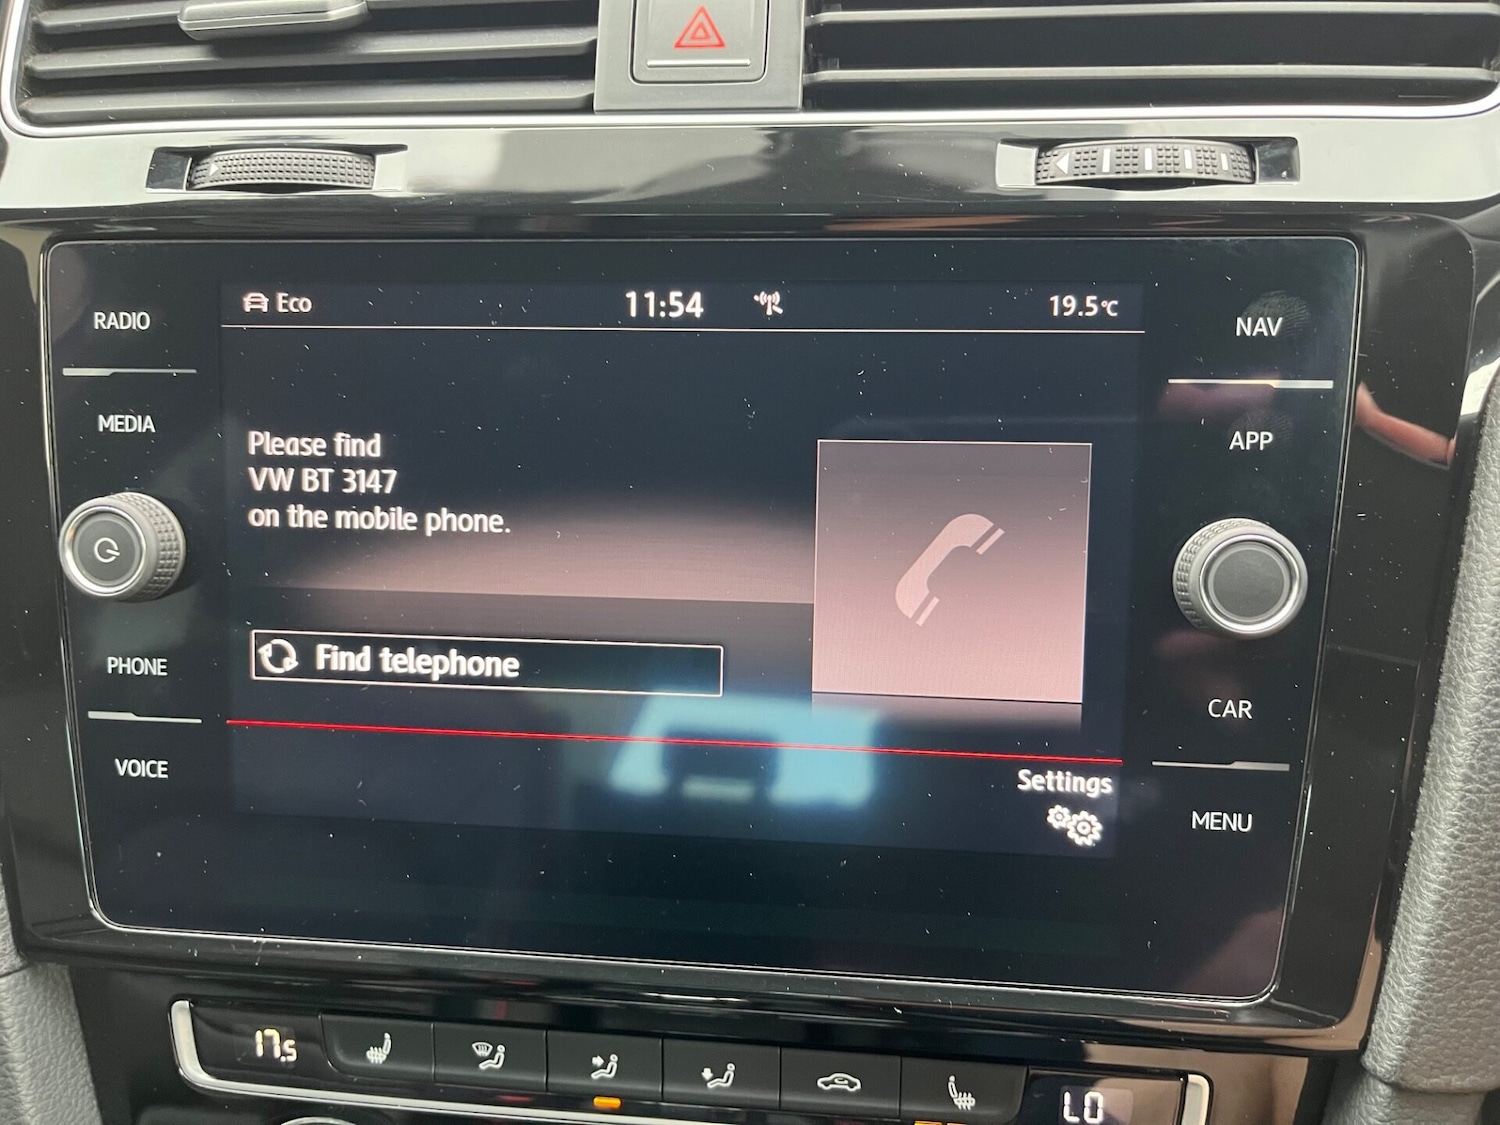 RADIO
MEDIA
PHONE
VOICE
Eco
11:54
19.5°C
Please find
VW BT 3147
on the mobile phone.
Find telephone
Settings
NAV
APP
CAR
MENU
17.5
LO